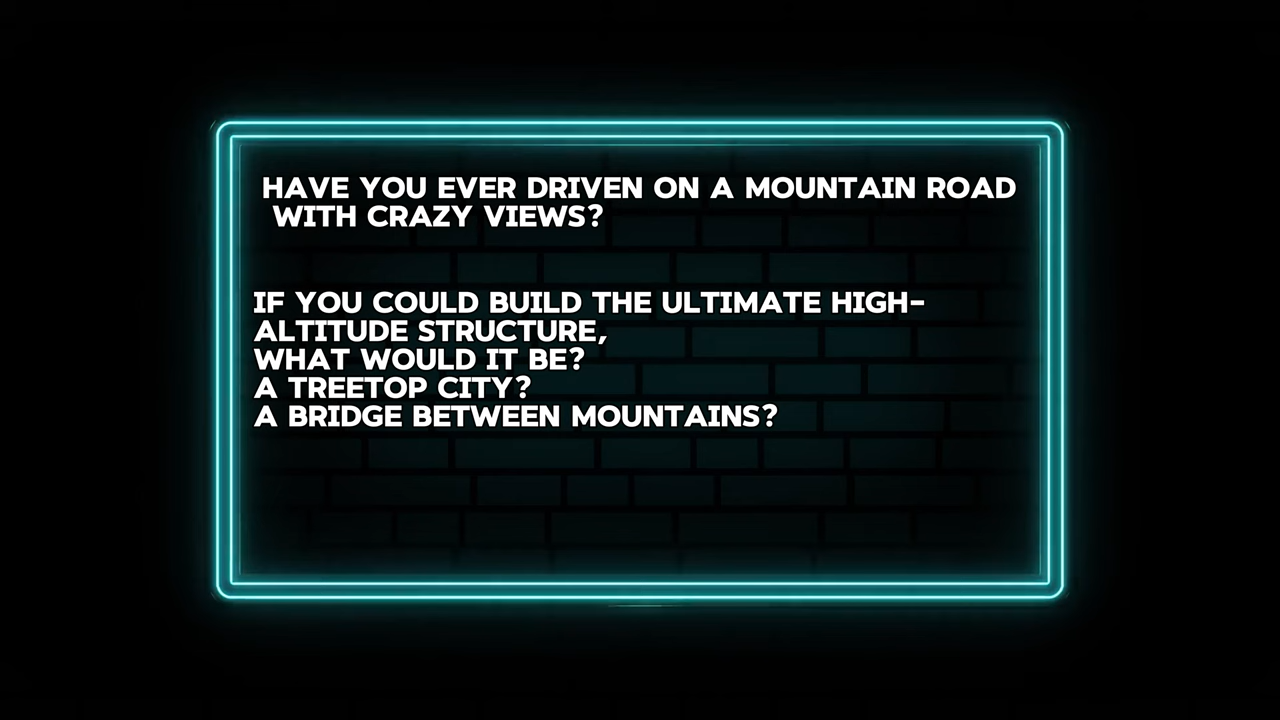 HAVE YOU EVER DRIVEN ON A MOUNTAIN ROAD
WITH CRAZY VIEWS?
IF YOU COULD BUILD THE ULTIMATE HIGH-
ALTITUDE STRUCTURE,
WHAT WOULD IT BE?
A TREETOP CITY?
A BRIDGE BETWEEN MOUNTAINS?